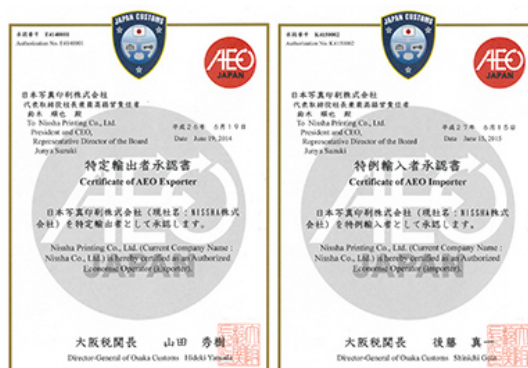 JAPAN CUSTOMS
承認番号 E4140001
Authorization No. E4140001
AEO
JAPAN
日本写真印刷株式会社
代表取締役社長兼最高経営責任者
鈴木 順也 殿
To Nissha Printing Co., Ltd.
President and CEO,
Representative Director of the Board
Junya Suzuki
平成26年 6月19日
Date June 19, 2014
特定輸出者承認書
Certificate of AEO Exporter
日本写真印刷株式会社(現社名:NISSHA株式
会社)を特定輸出者として承認します。
Nissha Printing Co., Ltd. (Current Company Name :
Nissha Co., Ltd.) is hereby certified as an Authorized
Economic Operator (Exporter).
AEO
JAPAN
大阪税関長 山田 秀樹
Director-General of Osaka Customs Hideki Yamada
JAPAN CUSTOMS
承認番号 K4150002
Authorization No. K4150002
AEO
JAPAN
日本写真印刷株式会社
代表取締役社長兼最高経営責任者
鈴木 順也 殿
To Nissha Printing Co., Ltd.
President and CEO,
Representative Director of the Board
Junya Suzuki
平成27年 6月15日
Date June 15, 2015
特例輸入者承認書
Certificate of AEO Importer
日本写真印刷株式会社(現社名:NISSHA株式
会社)を特例輸入者として承認します。
Nissha Printing Co., Ltd. (Current Company Name :
Nissha Co., Ltd.) is hereby certified as an Authorized
Economic Operator (importer).
AEO
JAPAN
大阪税関長 後藤 真一
Director-General of Osaka Customs Shinichi Goto